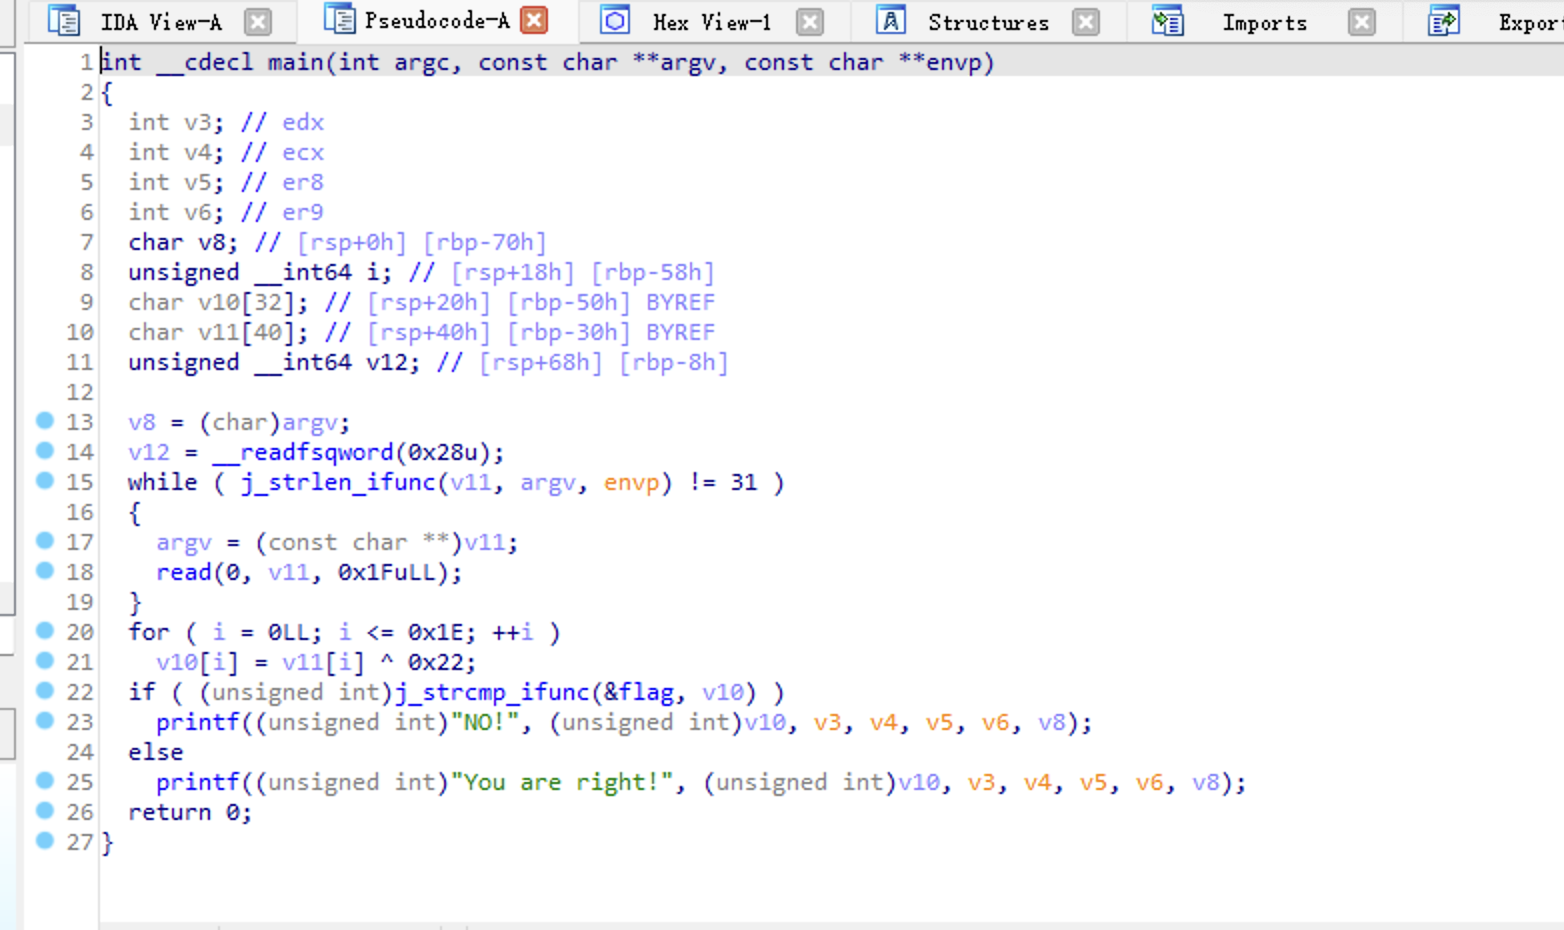 IDA View-A Pseudocode-A Hex View-1 Structures Imports Expor
1 int __cdecl main(int argc, const char **argv, const char **envp)
2 {
3   int v3; // edx
4   int v4; // ecx
5   int v5; // er8
6   int v6; // er9
7   char v8; // [rsp+0h] [rbp-70h]
8   unsigned __int64 i; // [rsp+18h] [rbp-58h]
9   char v10[32]; // [rsp+20h] [rbp-50h] BYREF
10   char v11[40]; // [rsp+40h] [rbp-30h] BYREF
11   unsigned __int64 v12; // [rsp+68h] [rbp-8h]
12
13   v8 = (char)argv;
14   v12 = __readfsqword(0x28u);
15   while ( j_strlen_ifunc(v11, argv, envp) != 31 )
16   {
17     argv = (const char **)v11;
18     read(0, v11, 0x1FuLL);
19   }
20   for ( i = 0LL; i <= 0x1E; ++i )
21     v10[i] = v11[i] ^ 0x22;
22   if ( (unsigned int)j_strcmp_ifunc(&flag, v10) )
23     printf((unsigned int)"NO!", (unsigned int)v10, v3, v4, v5, v6, v8);
24   else
25     printf((unsigned int)"You are right!", (unsigned int)v10, v3, v4, v5, v6, v8);
26   return 0;
27 }